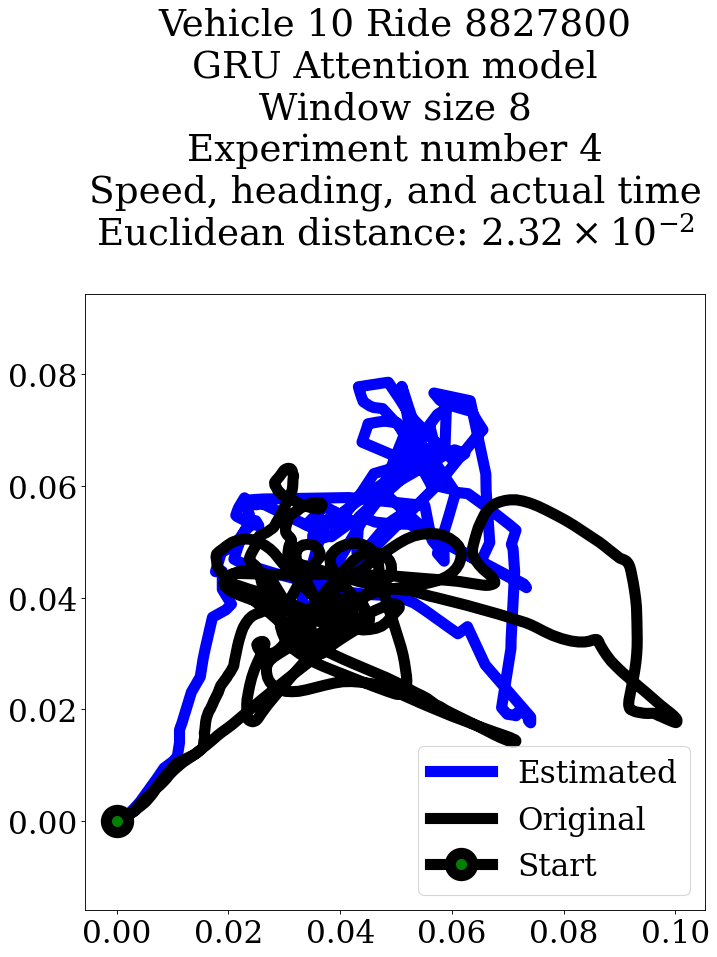 Vehicle 10 Ride 8827800
GRU Attention model
Window size 8
Experiment number 4
Speed, heading, and actual time
Euclidean distance: 2.32 × 10⁻²
0.08
0.06
0.04
0.02
0.00
Estimated
Original
Start
0.00 0.02 0.04 0.06 0.08 0.10